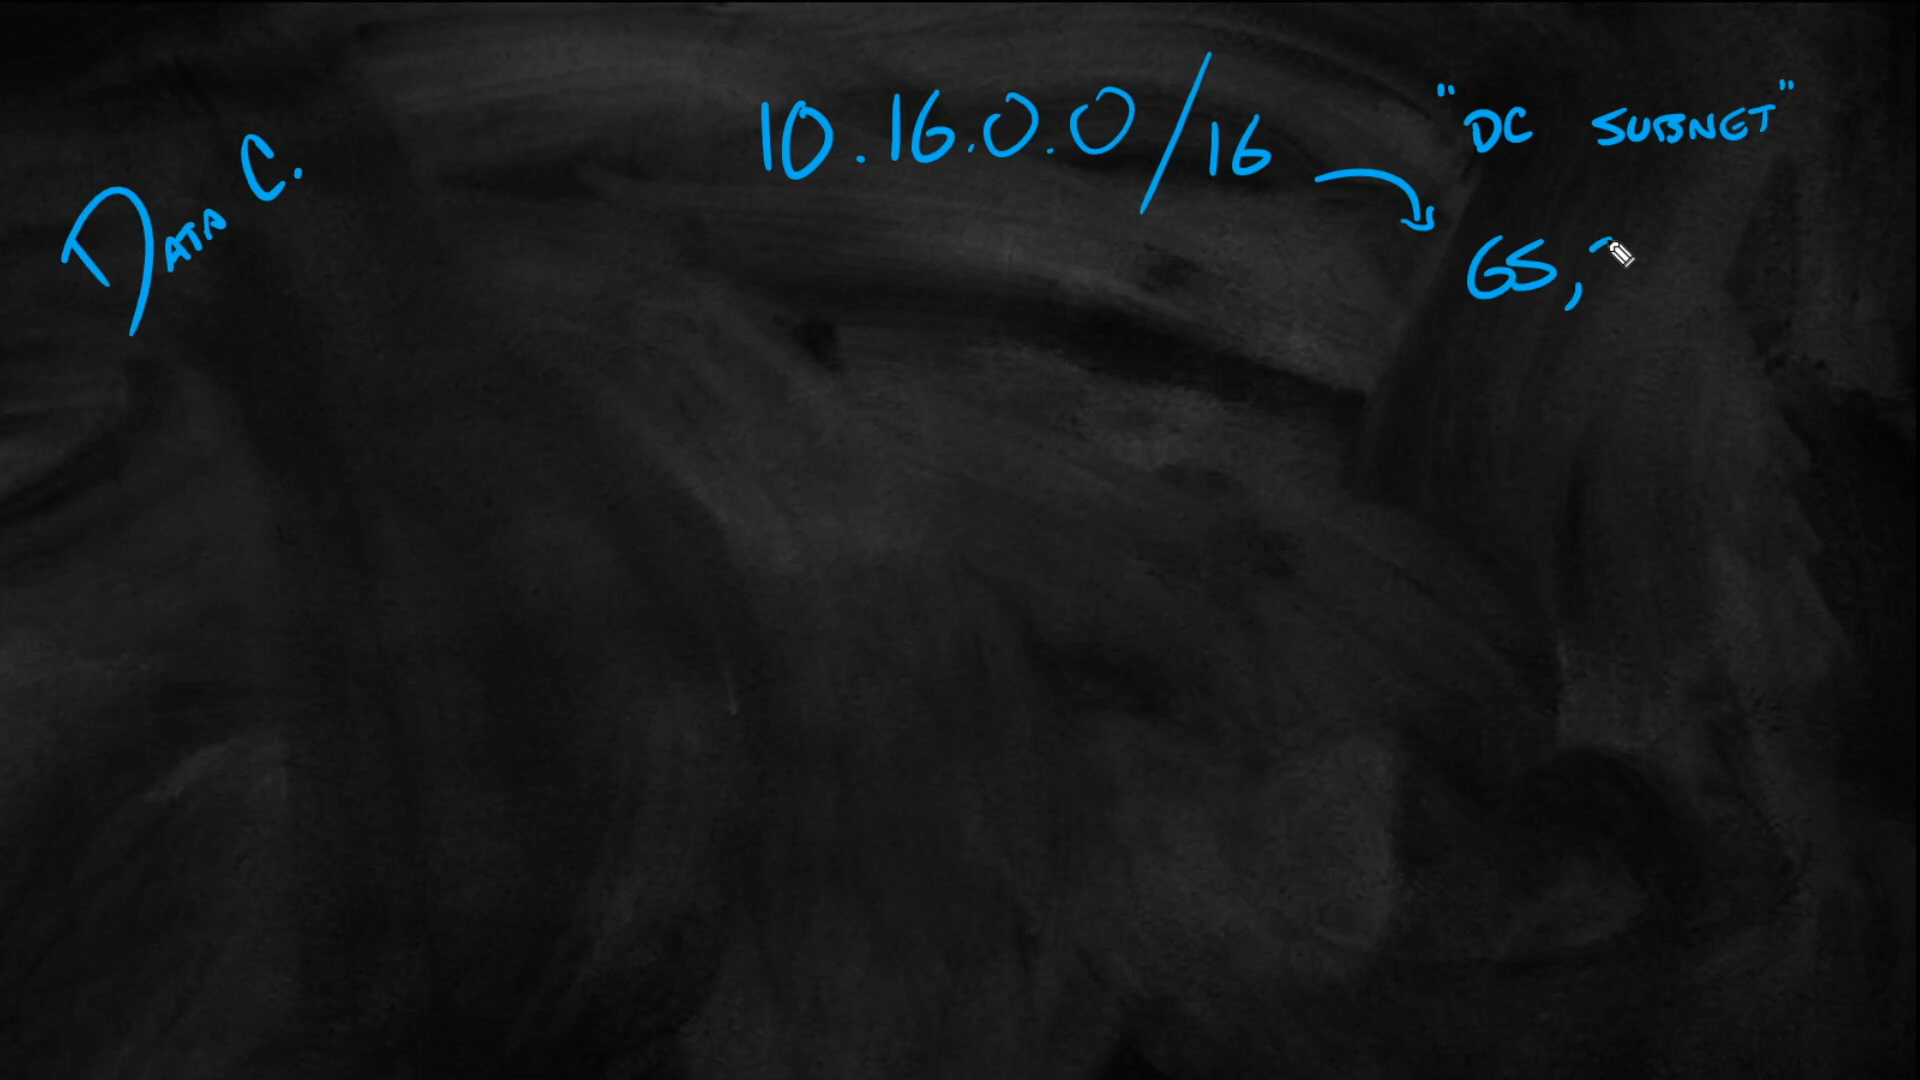 Data C.
10.16.0.0/16
"DC SUBNET"
65,